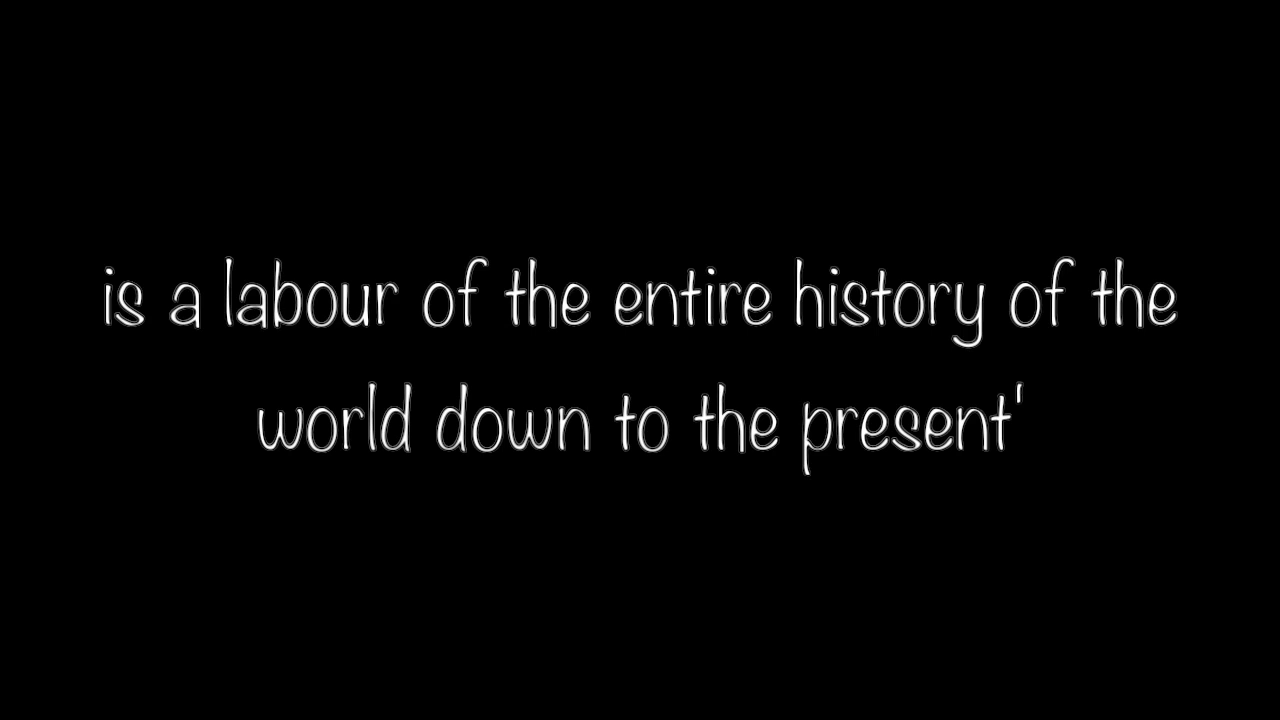 is a labour of the entire history of the
world down to the present'